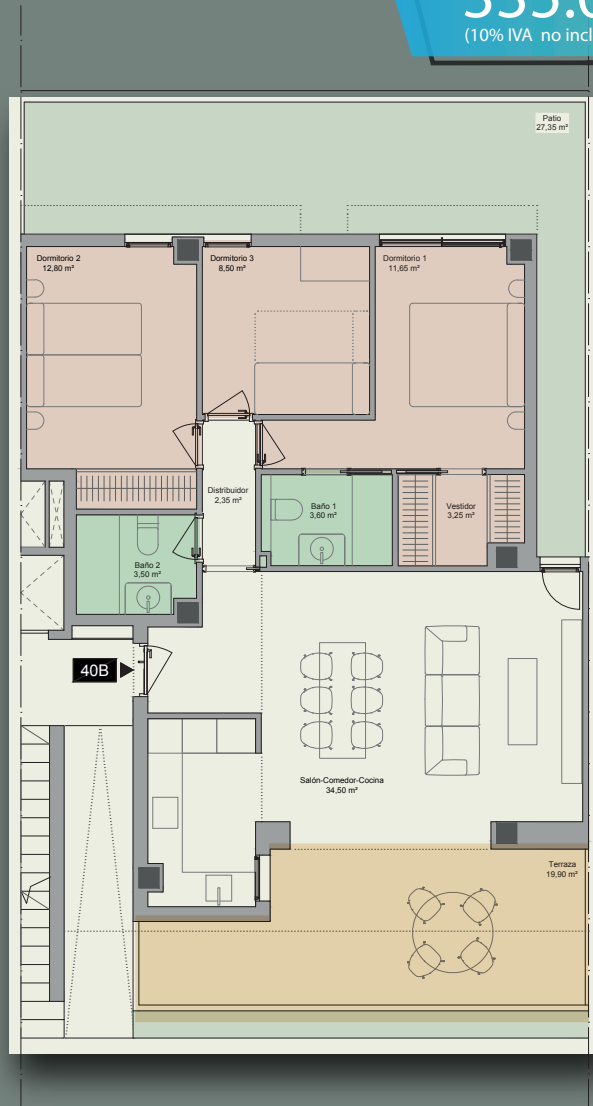 (10% IVA no incl
Patio
27,35 m²
Dormitorio 2
12,80 m²
Dormitorio 3
8,50 m²
Dormitorio 1
11,65 m²
Distribuidor
2,35 m²
Baño 1
3,60 m²
Vestidor
3,25 m²
Baño 2
3,50 m²
40B
Salón-Comedor-Cocina
34,50 m²
Terraza
19,90 m²